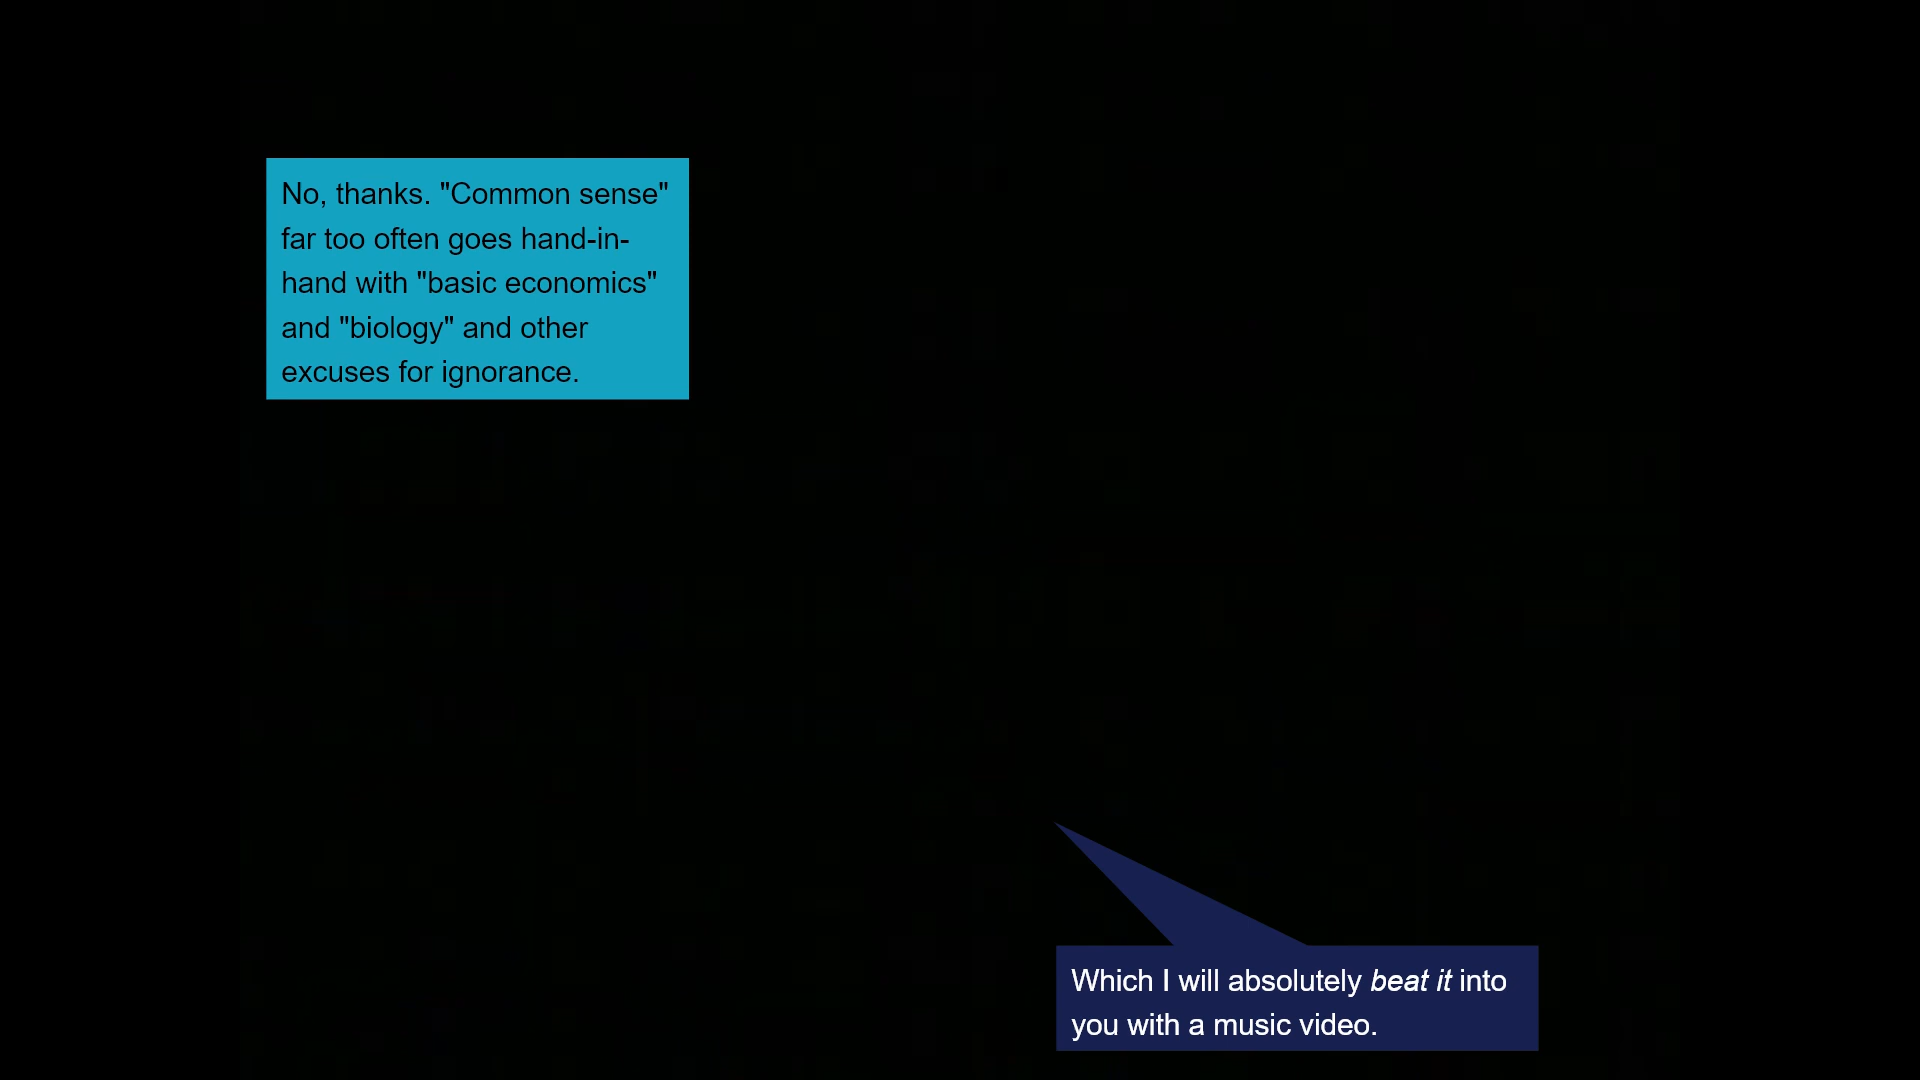 No, thanks. "Common sense"
far too often goes hand-in-
hand with "basic economics"
and "biology" and other
excuses for ignorance.
Which I will absolutely beat it into
you with a music video.